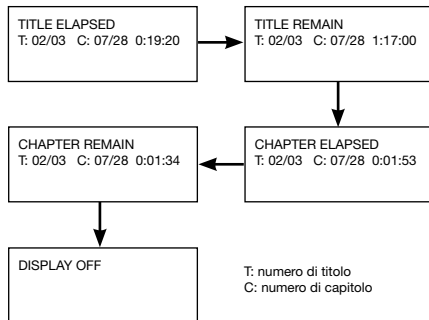 TITLE ELAPSED
T: 02/03 C: 07/28 0:19:20
TITLE REMAIN
T: 02/03 C: 07/28 1:17:00
CHAPTER ELAPSED
T: 02/03 C: 07/28 0:01:53
CHAPTER REMAIN
T: 02/03 C: 07/28 0:01:34
DISPLAY OFF
T: numero di titolo
C: numero di capitolo